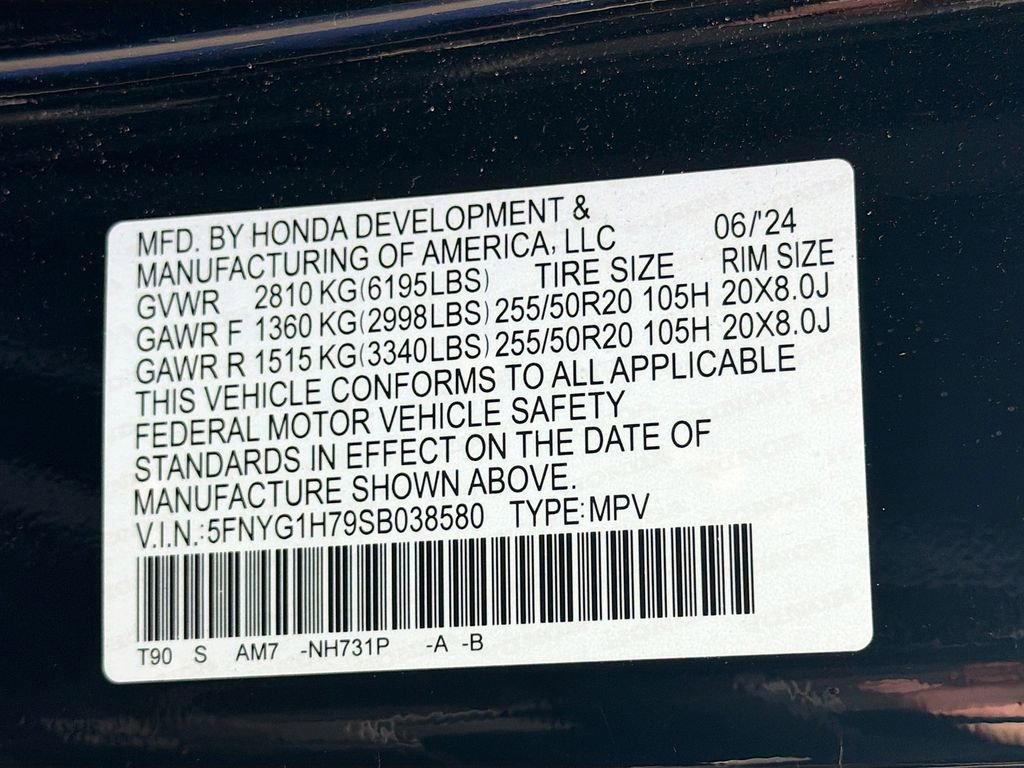 MFD. BY HONDA DEVELOPMENT &
MANUFACTURING OF AMERICA, LLC 06/'24
GVWR 2810 KG(6195LBS) TIRE SIZE RIM SIZE
GAWR F 1360 KG(2998LBS) 255/50R20 105H 20X8.0J
GAWR R 1515 KG(3340LBS) 255/50R20 105H 20X8.0J
THIS VEHICLE CONFORMS TO ALL APPLICABLE
FEDERAL MOTOR VEHICLE SAFETY
STANDARDS IN EFFECT ON THE DATE OF
MANUFACTURE SHOWN ABOVE.
V.I.N.:5FNYG1H79SB038580 TYPE:MPV
T90 S AM7 -NH731P -A -B